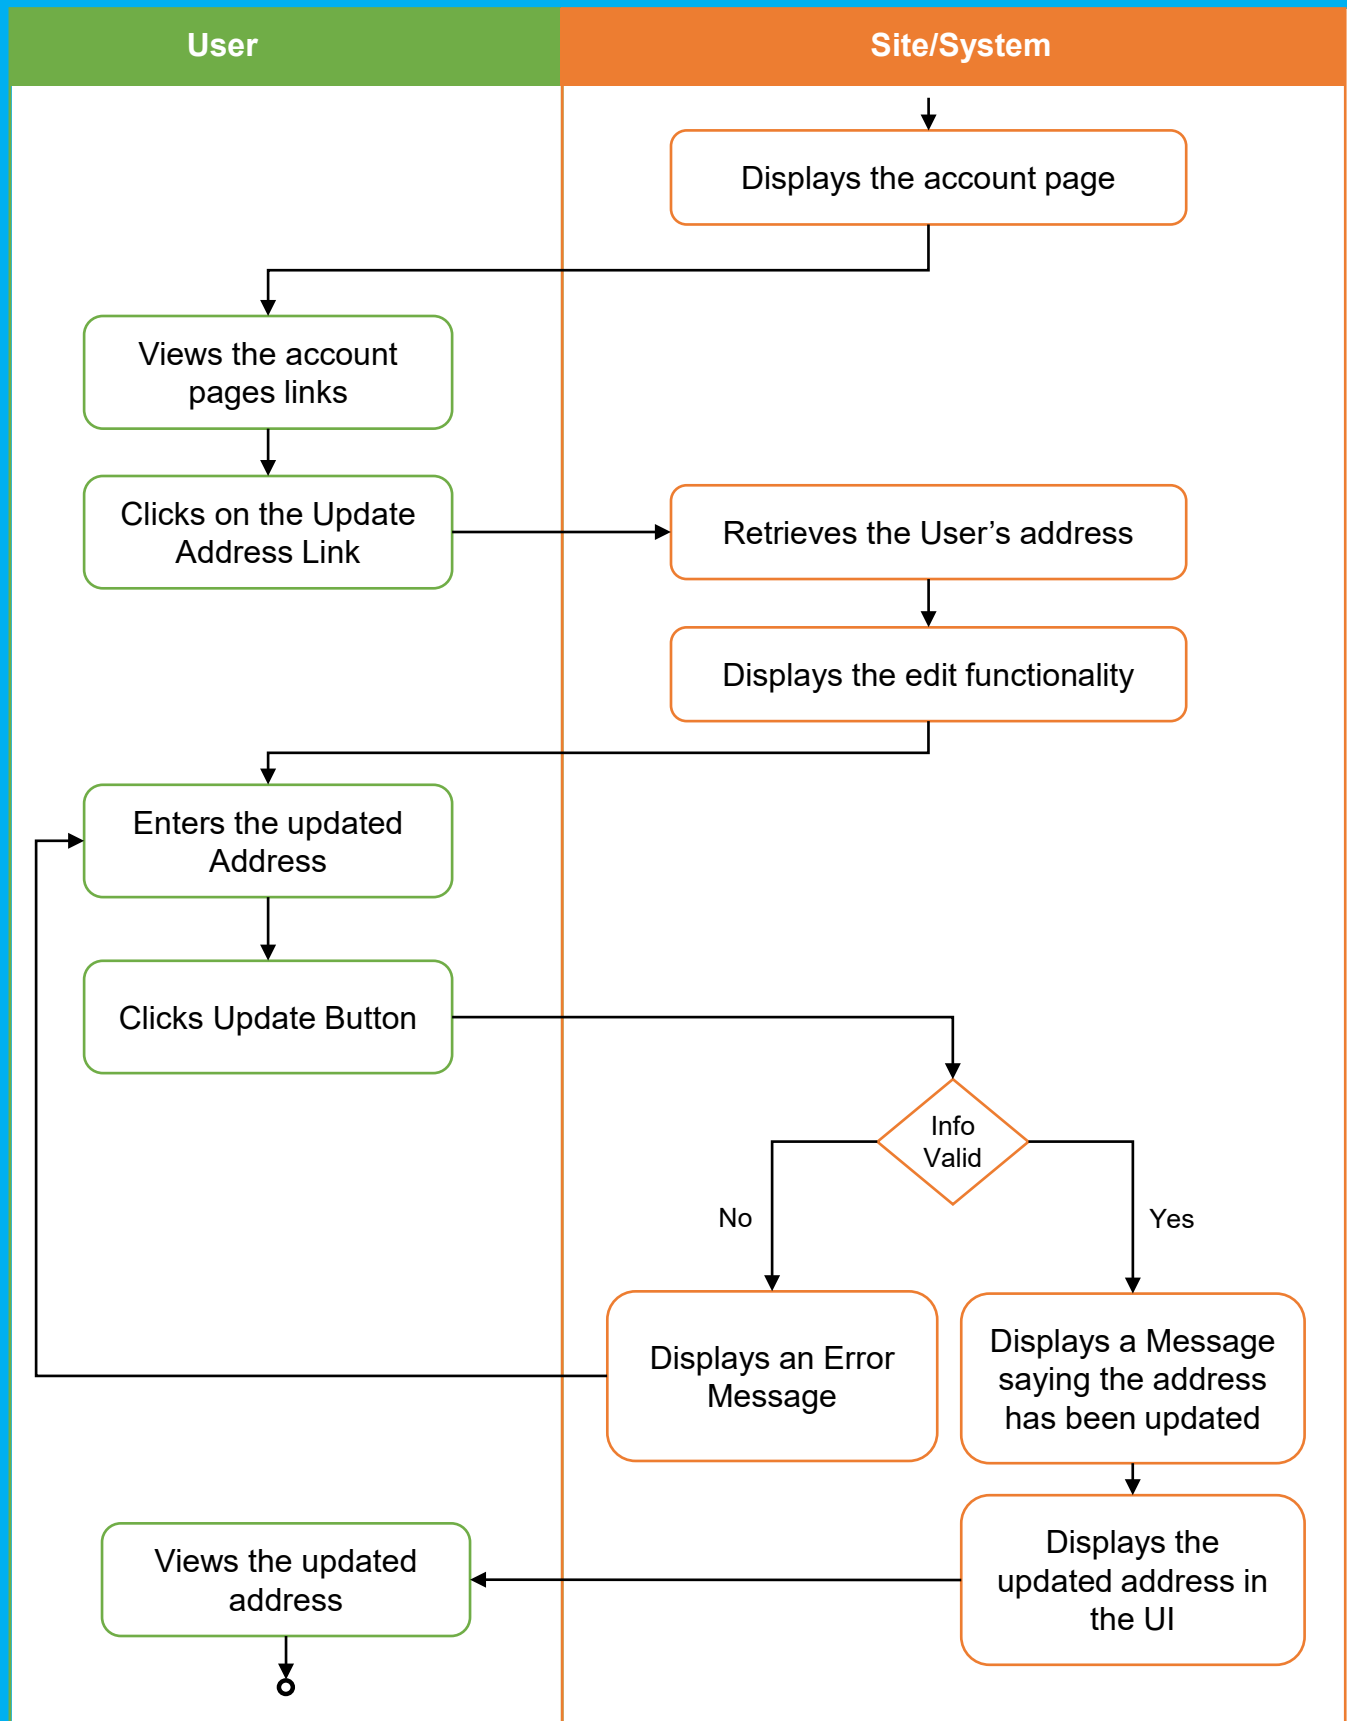 User
Site/System
Displays the account page
Views the account
pages links
Clicks on the Update
Address Link
Retrieves the User’s address
Displays the edit functionality
Enters the updated
Address
Clicks Update Button
Info
Valid
No
Yes
Displays an Error
Message
Displays a Message
saying the address
has been updated
Views the updated
address
Displays the
updated address in
the UI